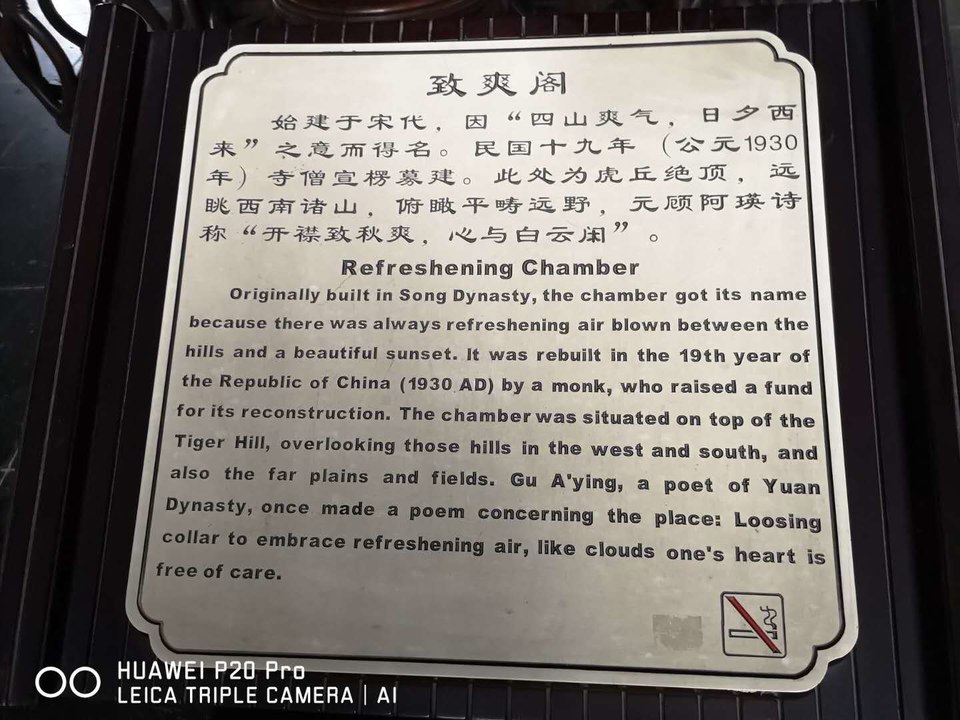 致爽阁
始建于宋代，因“四山爽气，日夕西
来”之意而得名。民国十九年（公元1930
年）寺僧宣楞募建。此处为虎丘绝顶，远
眺西南诸山，俯瞰平畴远野，元顾阿瑛诗
称“开襟致秋爽，心与白云闲”。
Refreshening Chamber
Originally built in Song Dynasty, the chamber got its name
because there was always refreshening air blown between the
hills and a beautiful sunset. It was rebuilt in the 19th year of
the Republic of China (1930 AD) by a monk, who raised a fund
for its reconstruction. The chamber was situated on top of the
Tiger Hill, overlooking those hills in the west and south, and
also the far plains and fields. Gu A'ying, a poet of Yuan
Dynasty, once made a poem concerning the place: Loosing
collar to embrace refreshening air, like clouds one's heart is
free of care.
HUAWEI P20 Pro
LEICA TRIPLE CAMERA | AI